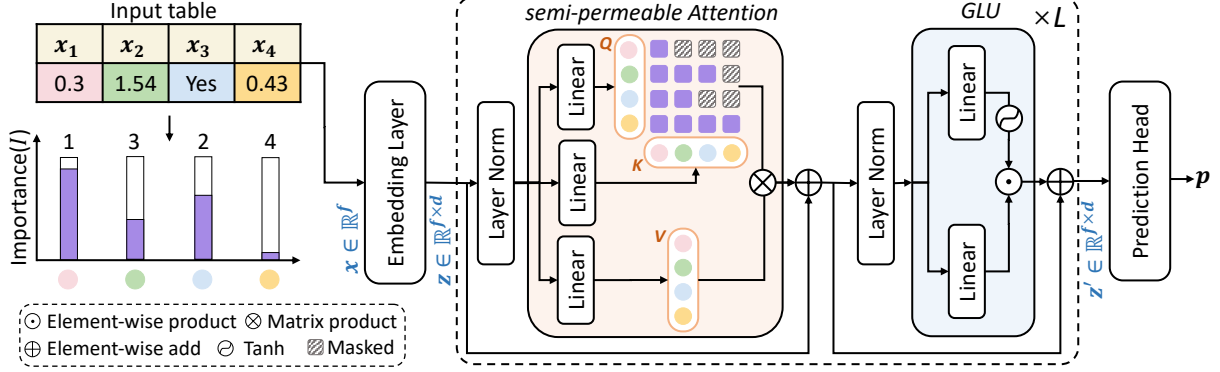 Input table
x₁ x₂ x₃ x₄
0.3 1.54 Yes 0.43
Importance(I)
1 3 2 4
Element-wise product
Matrix product
Element-wise add
Tanh
Masked
x ∈ ℝ^f
Embedding Layer
z ∈ ℝ^{f×d}
semi-permeable Attention
Layer Norm
Linear
Linear
Linear
Q
K
V
GLU
×L
Layer Norm
Linear
Linear
z′ ∈ ℝ^{f×d}
Prediction Head
p